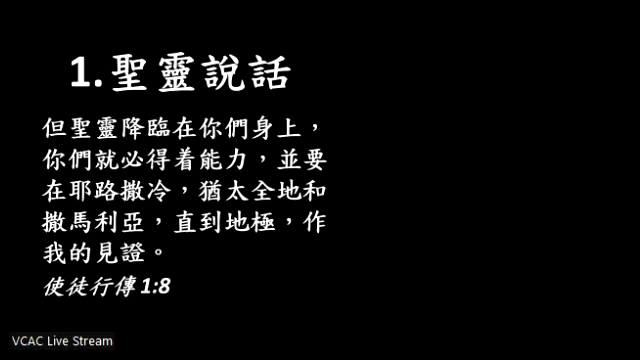 1.聖靈說話
但聖靈降臨在你們身上，
你們就必得着能力，並要
在耶路撒冷，猶太全地和
撒馬利亞，直到地極，作
我的見證。
使徒行傳 1:8
VCAC Live Stream